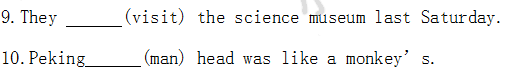 9. They ______(visit) the science museum last Saturday.
10. Peking______(man) head was like a monkey’ s.